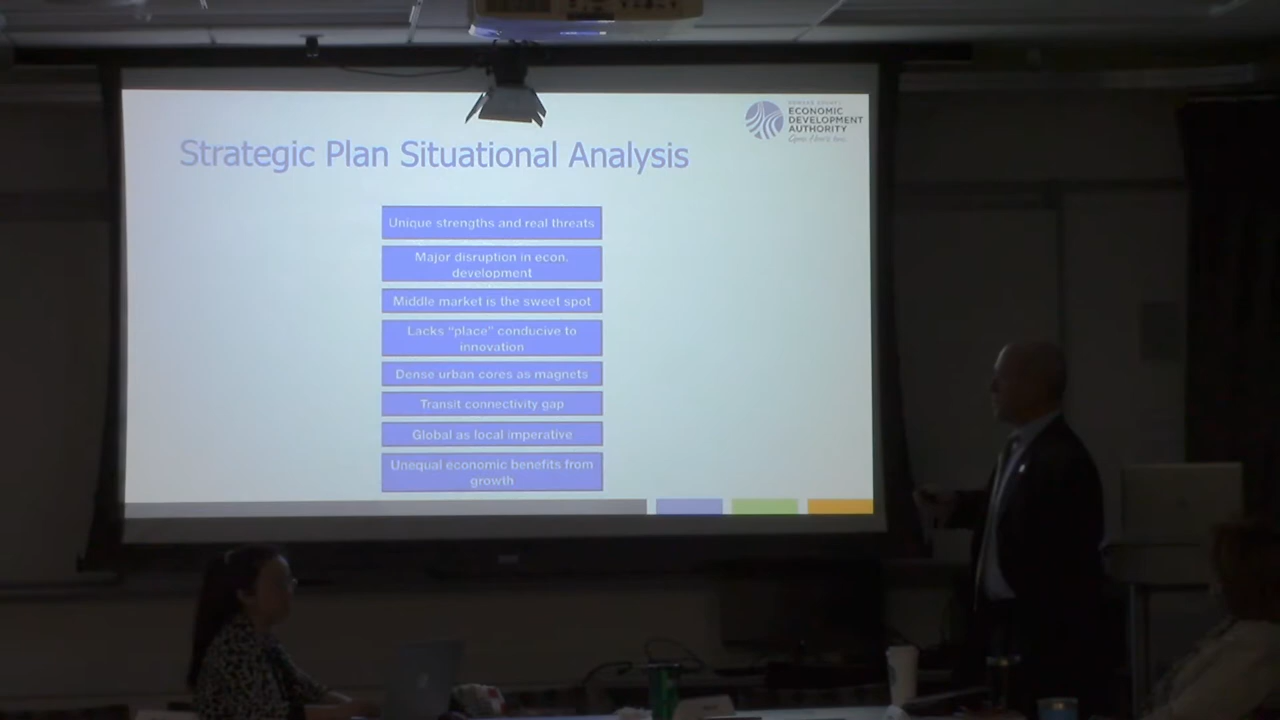 HOWARD COUNTY
ECONOMIC
DEVELOPMENT
AUTHORITY
Strategic Plan Situational Analysis
Unique strengths and real threats
Major disruption in econ.
development
Middle market is the sweet spot
Lacks “place” conducive to
innovation
Dense urban cores as magnets
Transit connectivity gap
Global as local imperative
Unequal economic benefits from
growth